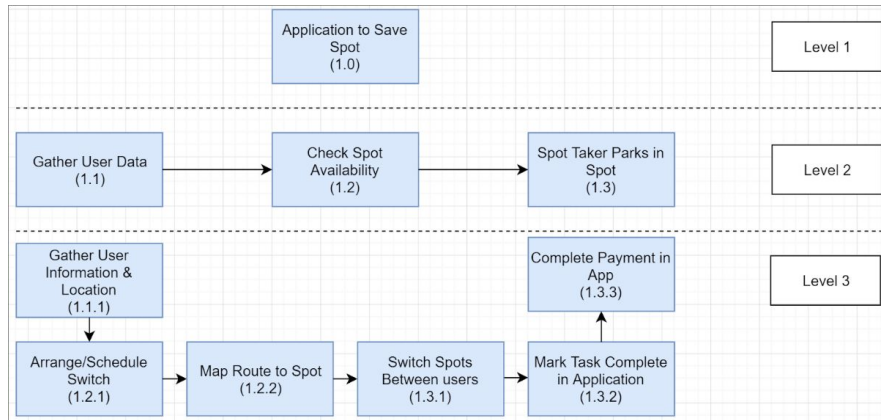 Application to Save
Spot
(1.0)
Level 1
Gather User Data
(1.1)
Check Spot
Availability
(1.2)
Spot Taker Parks in
Spot
(1.3)
Level 2
Gather User
Information &
Location
(1.1.1)
Complete Payment in
App
(1.3.3)
Level 3
Arrange/Schedule
Switch
(1.2.1)
Map Route to Spot
(1.2.2)
Switch Spots
Between users
(1.3.1)
Mark Task Complete
in Application
(1.3.2)